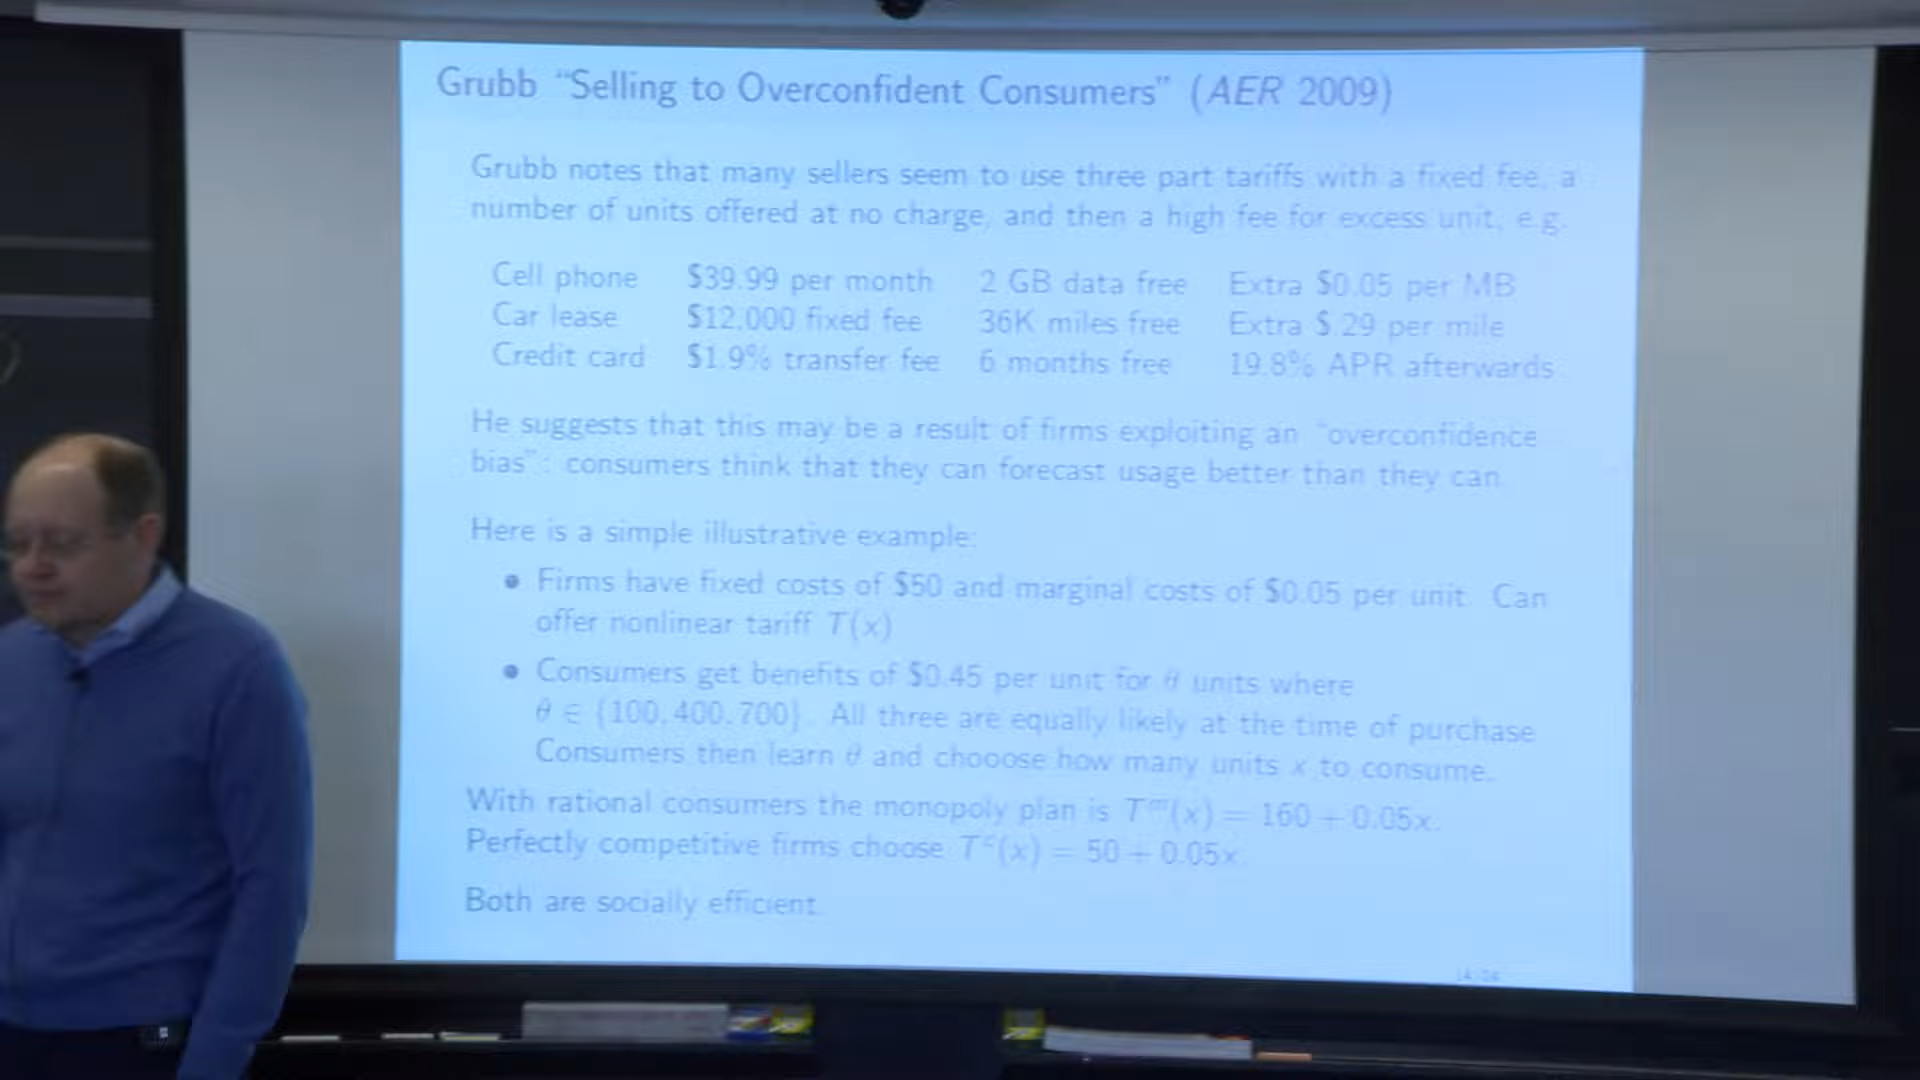 Grubb “Selling to Overconfident Consumers” (AER 2009)
Grubb notes that many sellers seem to use three part tariffs with a fixed fee, a
number of units offered at no charge, and then a high fee for excess unit, e.g.
Cell phone $39.99 per month 2 GB data free Extra $0.05 per MB
Car lease $12,000 fixed fee 36K miles free Extra $.29 per mile
Credit card $1.9% transfer fee 6 months free 19.8% APR afterwards
He suggests that this may be a result of firms exploiting an “overconfidence
bias”: consumers think that they can forecast usage better than they can.
Here is a simple illustrative example:
• Firms have fixed costs of $50 and marginal costs of $0.05 per unit. Can
offer nonlinear tariff T(x)
• Consumers get benefits of $0.45 per unit for θ units where
θ ∈ {100, 400, 700}. All three are equally likely at the time of purchase
Consumers then learn θ and chooose how many units x to consume.
With rational consumers the monopoly plan is Tᵐ(x) = 160 + 0.05x.
Perfectly competitive firms choose Tᶜ(x) = 50 + 0.05x.
Both are socially efficient.